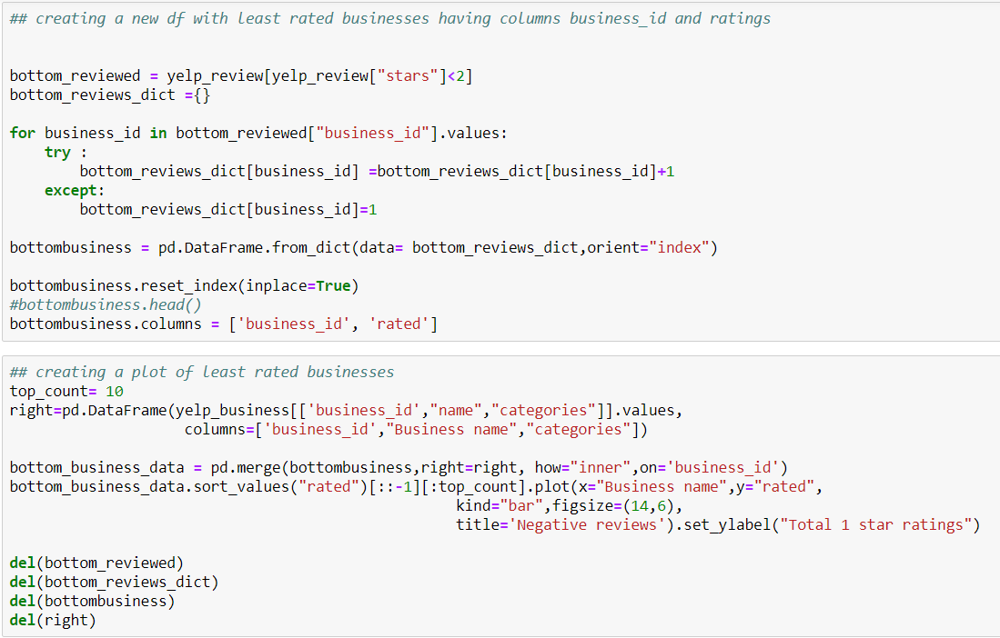 ## creating a new df with least rated businesses having columns business_id and ratings
bottom_reviewed = yelp_review[yelp_review["stars"]<2]
bottom_reviews_dict ={}
for business_id in bottom_reviewed["business_id"].values:
    try :
        bottom_reviews_dict[business_id] =bottom_reviews_dict[business_id]+1
    except:
        bottom_reviews_dict[business_id]=1
bottombusiness = pd.DataFrame.from_dict(data= bottom_reviews_dict,orient="index")
bottombusiness.reset_index(inplace=True)
#bottombusiness.head()
bottombusiness.columns = ['business_id', 'rated']
## creating a plot of least rated businesses
top_count= 10
right=pd.DataFrame(yelp_business[['business_id',"name","categories"]].values,
                    columns=['business_id',"Business name","categories"])
bottom_business_data = pd.merge(bottombusiness,right=right, how="inner",on='business_id')
bottom_business_data.sort_values("rated")[::-1][:top_count].plot(x="Business name",y="rated",
                                                   kind="bar",figsize=(14,6),
                                                   title='Negative reviews').set_ylabel("Total 1 star ratings")
del(bottom_reviewed)
del(bottom_reviews_dict)
del(bottombusiness)
del(right)